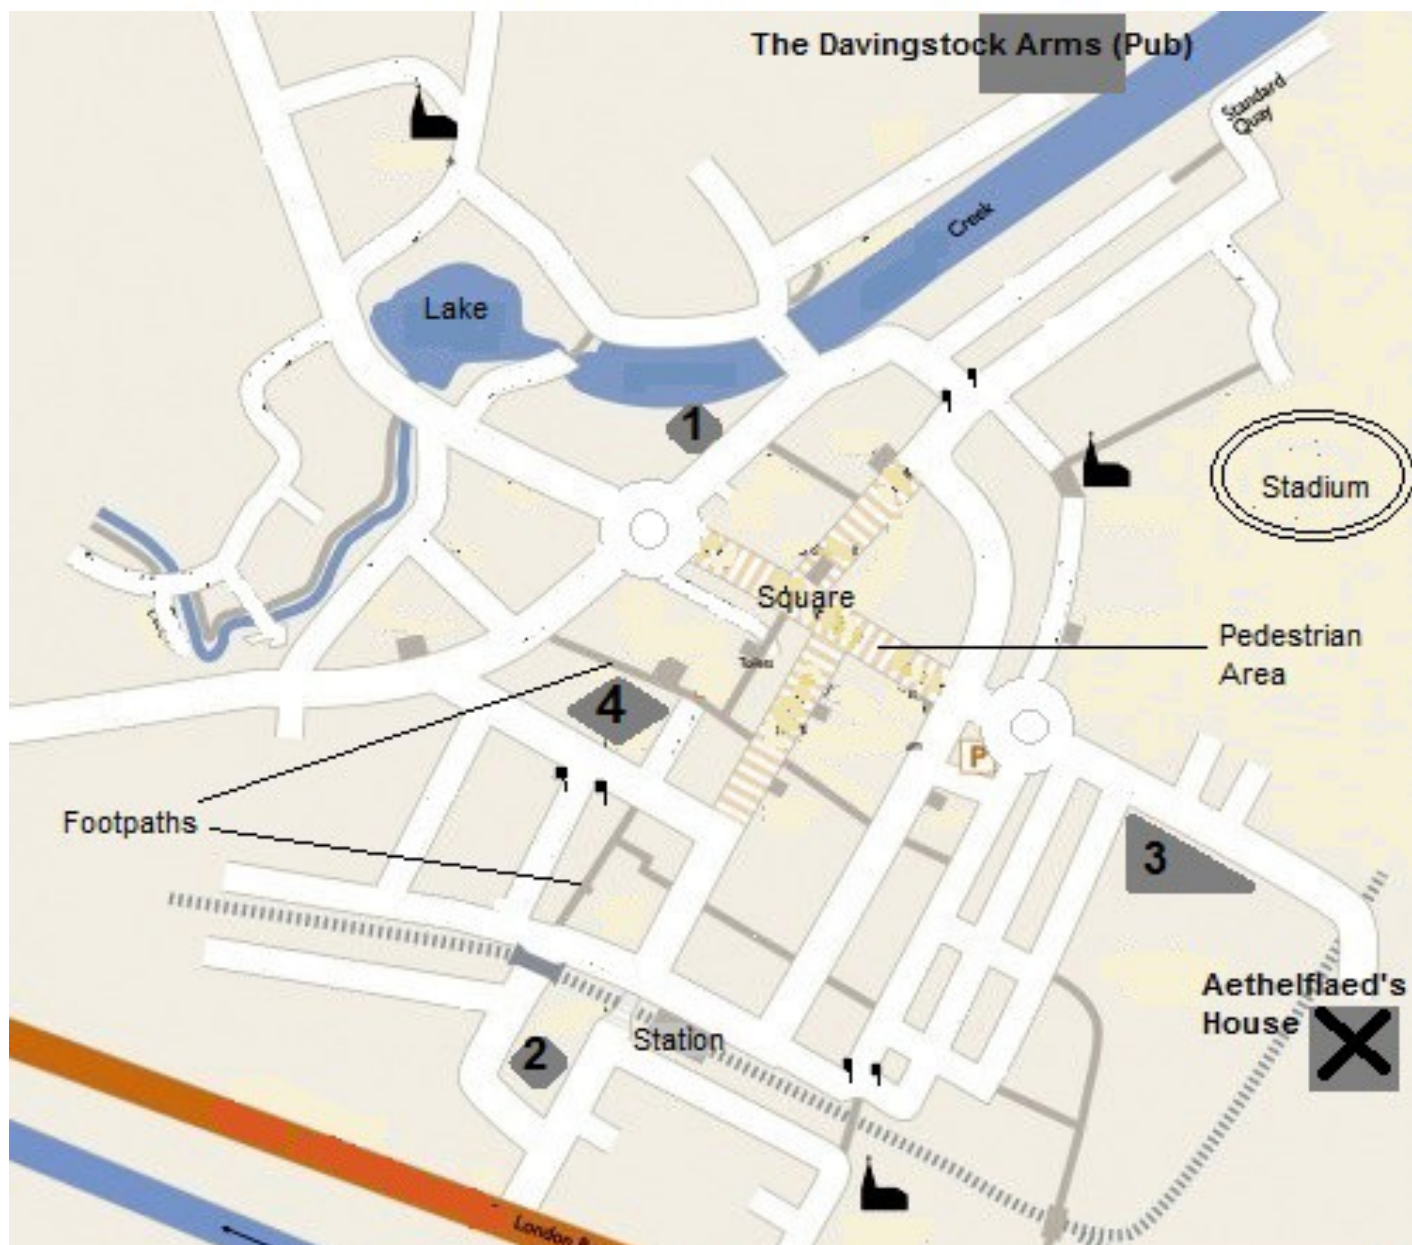 The Davingstock Arms (Pub)
Standard
Quay
Creek
Lake
1
Stadium
Square
Pedestrian
Area
Toilets
4
P
Footpaths
3
Aethelflaed's
House
Station
2
London